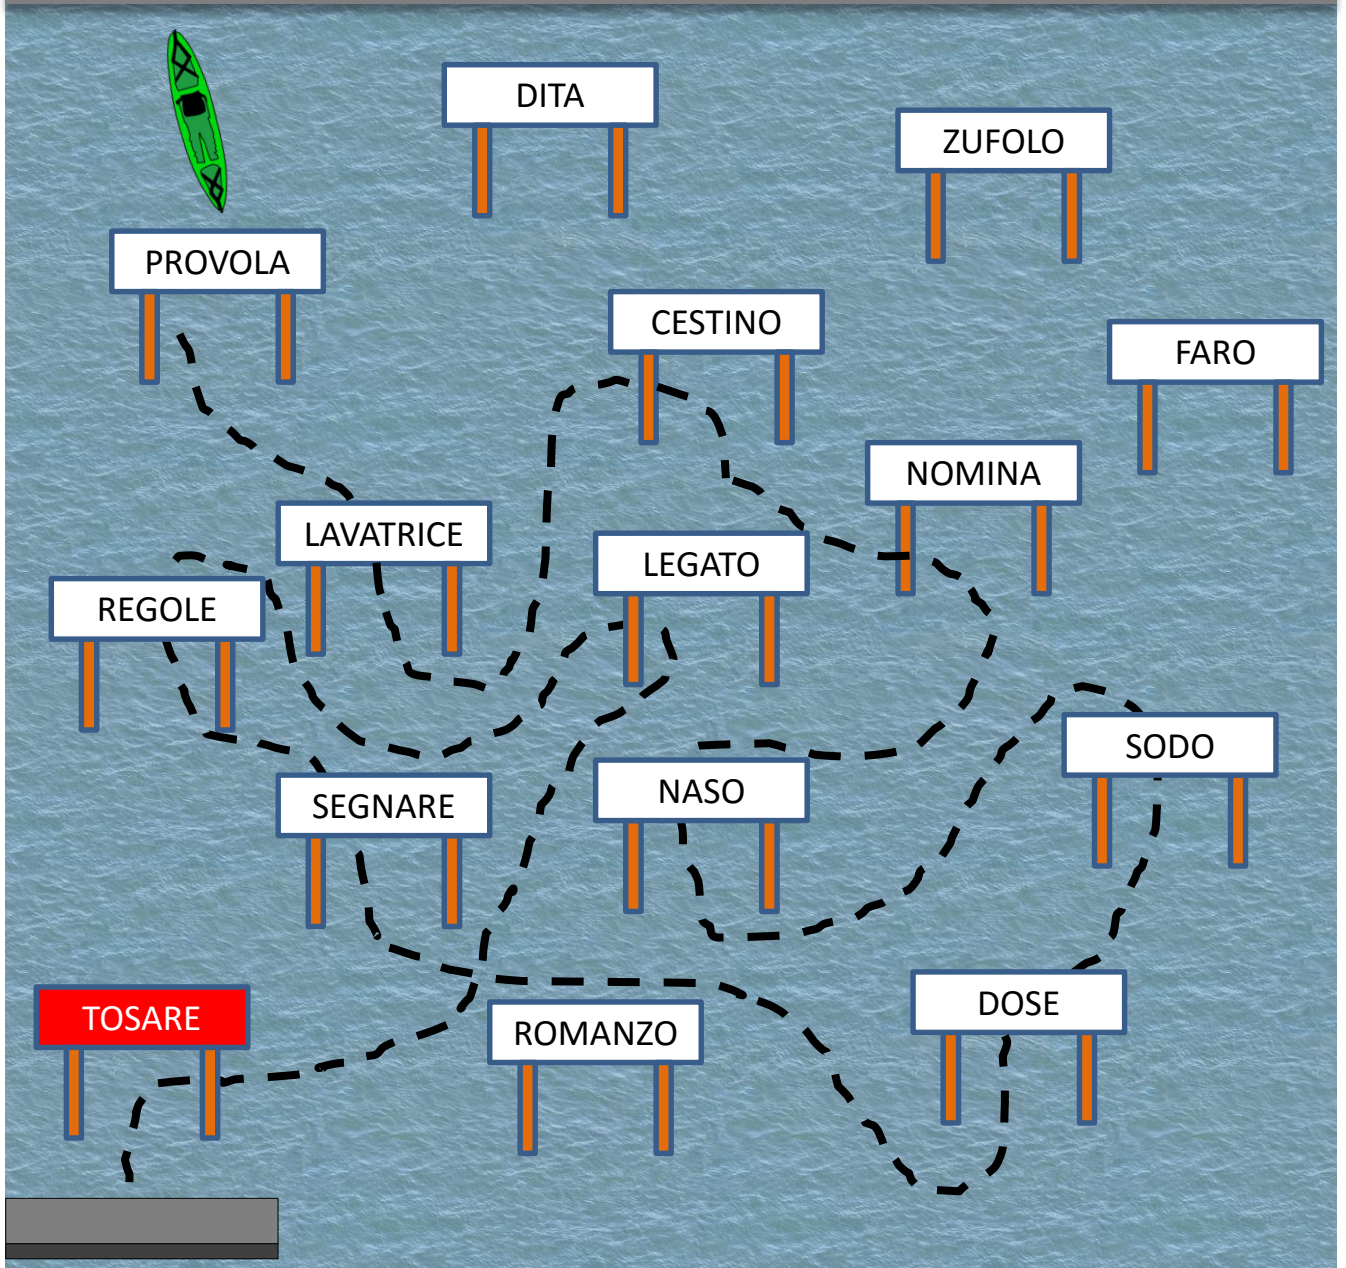 DITA
ZUFOLO
PROVOLA
CESTINO
FARO
NOMINA
LAVATRICE
LEGATO
REGOLE
SODO
NASO
SEGNARE
DOSE
TOSARE
ROMANZO